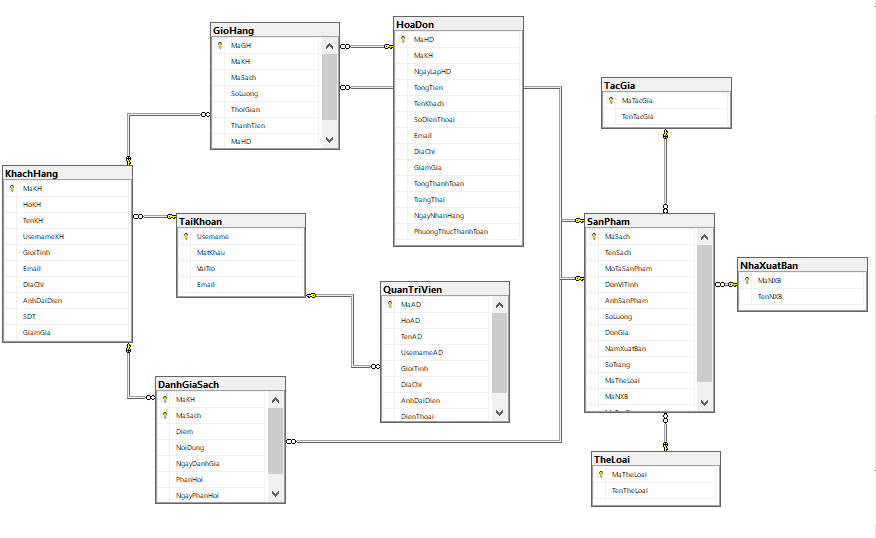 GioHang
MaGH
MaKH
MaSach
SoLuong
ThoiGian
ThanhTien
MaHD
HoaDon
MaHD
MaKH
NgayLapHD
TongTien
TenKhach
SoDienThoai
Email
DiaChi
GiamGia
TongThanhToan
TrangThai
NgayNhanHang
PhuongThucThanhToan
TacGia
MaTacGia
TenTacGia
KhachHang
MaKH
HoKH
TenKH
UsernameKH
GioiTinh
Email
DiaChi
AnhDaiDien
SDT
GiamGia
TaiKhoan
Username
MatKhau
VaiTro
Email
SanPham
MaSach
TenSach
MoTaSanPham
DonViTinh
AnhSanPham
SoLuong
DonGia
NamXuatBan
SoTrang
MaTheLoai
MaNXB
NhaXuatBan
MaNXB
TenNXB
QuanTriVien
MaAD
HoAD
TenAD
UsernameAD
GioiTinh
DiaChi
AnhDaiDien
DienThoai
DanhGiaSach
MaKH
MaSach
Diem
NoiDung
NgayDanhGia
PhanHoi
NgayPhanHoi
TheLoai
MaTheLoai
TenTheLoai